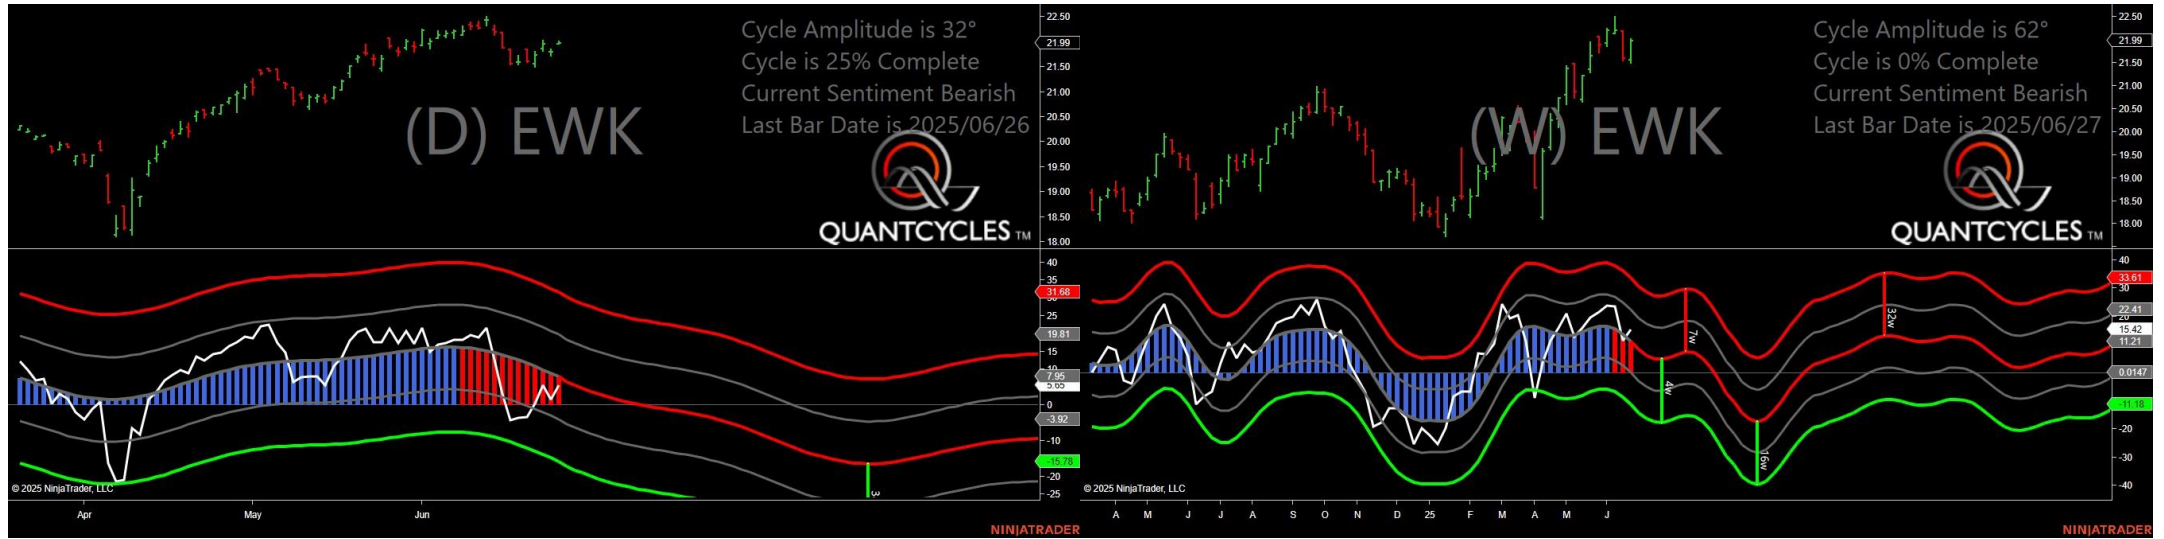 Cycle Amplitude is 32°
Cycle is 25% Complete
Current Sentiment Bearish
Last Bar Date is 2025/06/26
(D) EWK
QUANTCYCLES TM
22.50
21.99
21.50
21.00
20.50
20.00
19.50
19.00
18.50
18.00
40
35
31.68
25
19.81
15
7.95
5.65
0
-3.92
-10
-15.78
-20
-25
3
© 2025 NinjaTrader, LLC
Apr May Jun
NINJATRADER
Cycle Amplitude is 62°
Cycle is 0% Complete
Current Sentiment Bearish
Last Bar Date is 2025/06/27
(W) EWK
QUANTCYCLES TM
22.50
21.99
21.50
21.00
20.50
20.00
19.50
19.00
18.50
18.00
40
33.61
30
22.41
20
15.42
11.21
0.0147
-11.18
-20
-30
-40
7w
4w
16w
32w
© 2025 NinjaTrader, LLC
A M J J A S O N D 25 F M A M J
NINJATRADER